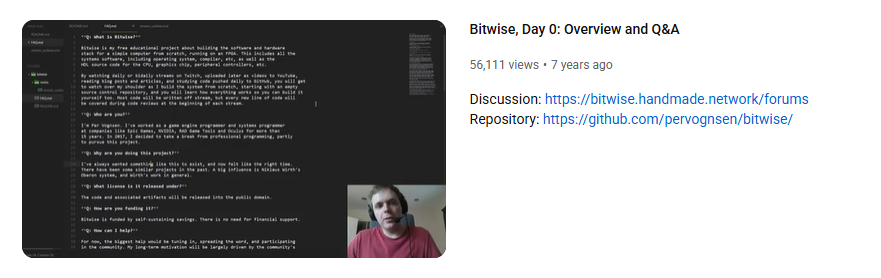 **Q: What is Bitwise?**
Bitwise is my free educational project about building the software and hardware
stack for a simple computer from scratch, running on an FPGA. This includes all the
systems software, including operating system, compiler, etc, as well as the
HDL source code for the CPU, graphics chip, peripheral controllers, etc.
By watching daily or bidaily streams on Twitch, uploaded later as videos to YouTube,
reading blog posts and articles, and studying code pushed daily to GitHub, you will get
to watch over my shoulder as I build the system from scratch, starting with an empty
source control repository, and you will learn how everything works so you can build it
yourself too. Most code will be written off stream, but every new line of code will
be covered during code reviews at the beginning of each stream.
**Q: Who are you?**
I'm Per Vognsen. I've worked as a game engine programmer and systems programmer
at companies like Epic Games, NVIDIA, RAD Game Tools and Oculus for more than
15 years. In 2017, I decided to take a break from professional programming, partly
to pursue this project.
**Q: Why are you doing this project?**
I've always wanted something like this to exist, and now felt like the right time.
There have been some similar projects in the past. A big influence is Niklaus Wirth's
Oberon system, and Wirth's work in general.
**Q: What license is it released under?**
The code and associated artifacts will be released into the public domain.
**Q: How are you funding it?**
Bitwise is funded by self-sustaining savings. There is no need for financial support.
**Q: How can I help?**
For now, the biggest help would be tuning in, spreading the word, and participating
in the community. My long-term motivation will be largely driven by the community's
Bitwise, Day 0: Overview and Q&A
56,111 views • 7 years ago
Discussion: https://bitwise.handmade.network/forums
Repository: https://github.com/pervognsen/bitwise/